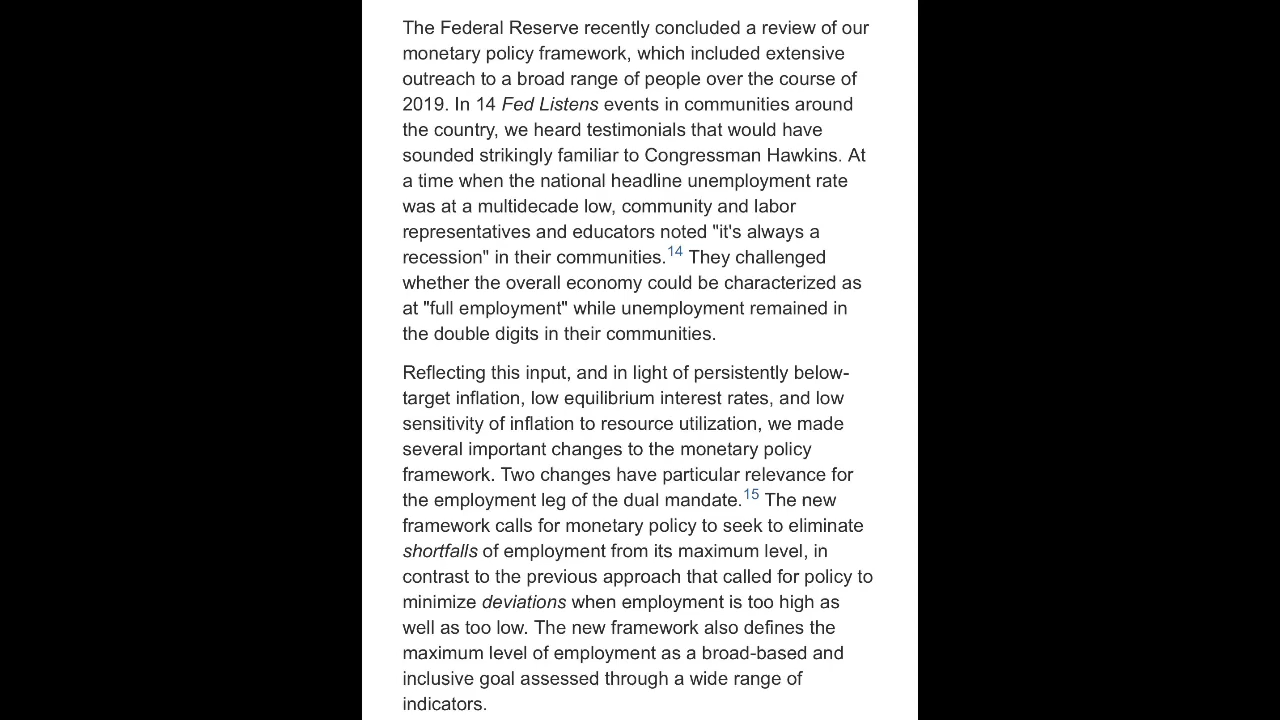 The Federal Reserve recently concluded a review of our
monetary policy framework, which included extensive
outreach to a broad range of people over the course of
2019. In 14 Fed Listens events in communities around
the country, we heard testimonials that would have
sounded strikingly familiar to Congressman Hawkins. At
a time when the national headline unemployment rate
was at a multidecade low, community and labor
representatives and educators noted "it's always a
recession" in their communities.14 They challenged
whether the overall economy could be characterized as
at "full employment" while unemployment remained in
the double digits in their communities.
Reflecting this input, and in light of persistently below-
target inflation, low equilibrium interest rates, and low
sensitivity of inflation to resource utilization, we made
several important changes to the monetary policy
framework. Two changes have particular relevance for
the employment leg of the dual mandate.15 The new
framework calls for monetary policy to seek to eliminate
shortfalls of employment from its maximum level, in
contrast to the previous approach that called for policy to
minimize deviations when employment is too high as
well as too low. The new framework also defines the
maximum level of employment as a broad-based and
inclusive goal assessed through a wide range of
indicators.